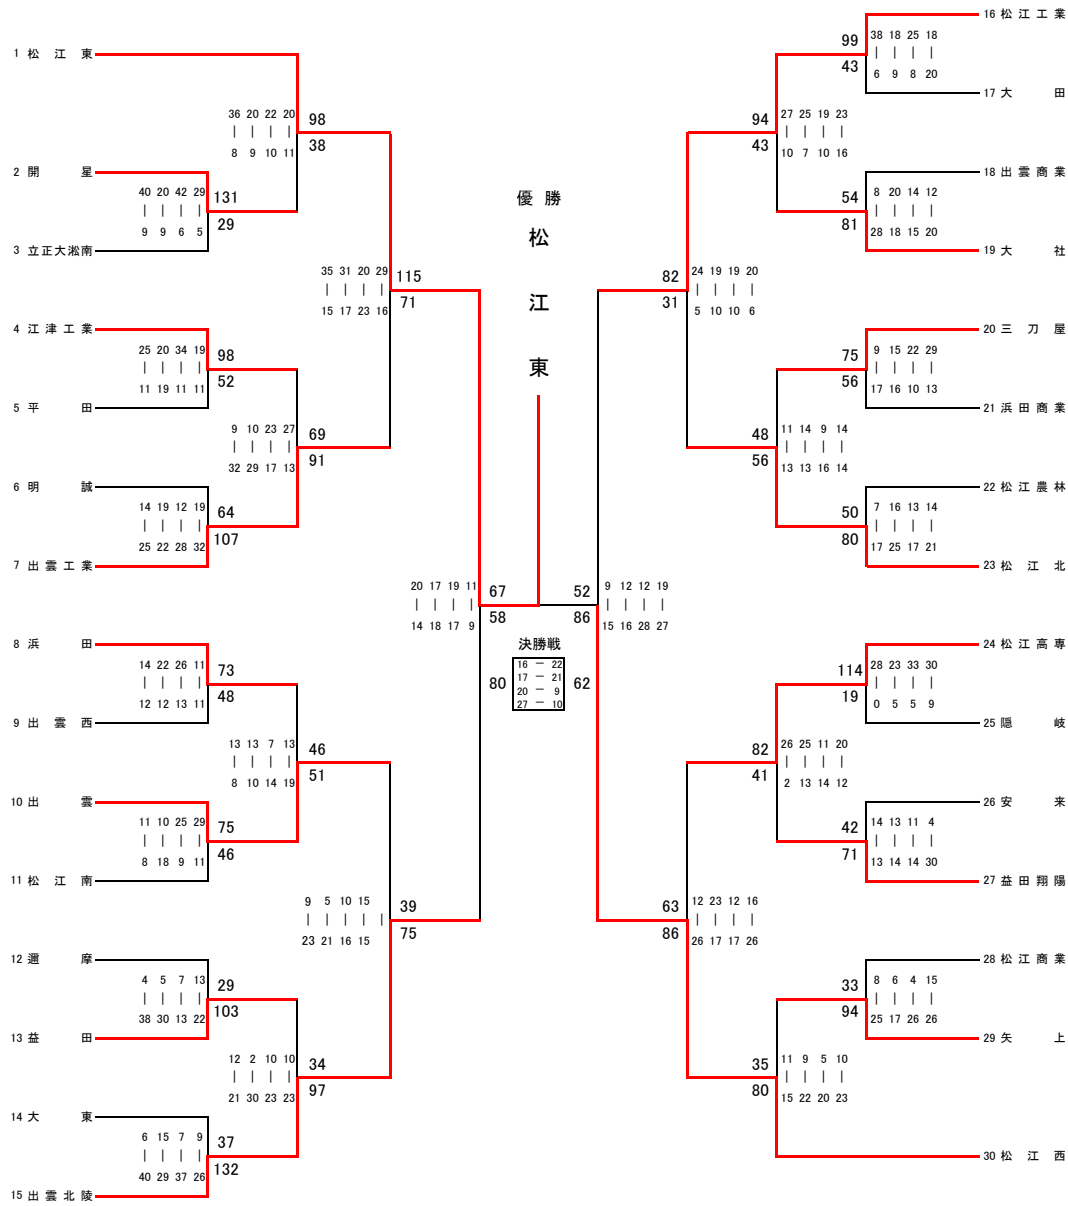 優勝
松江東
1 松江東
36 20 22 20
8 9 10 11
98
38
2 開星
40 20 42 29
9 9 6 5
131
29
3 立正大淞南
35 31 20 29
15 17 23 16
115
71
4 江津工業
25 20 34 19
11 19 11 11
98
52
5 平田
9 10 23 27
32 29 17 13
69
91
6 明誠
14 19 12 19
25 22 28 32
64
107
7 出雲工業
20 17 19 11
14 18 17 9
67
58
8 浜田
14 22 26 11
12 12 13 11
73
48
9 出雲西
13 13 7 13
8 10 14 19
46
51
10 出雲
11 10 25 29
8 18 9 11
75
46
11 松江南
9 5 10 15
23 21 16 15
39
75
12 邇摩
4 5 7 13
38 30 13 22
29
103
13 益田
12 2 10 10
21 30 23 23
34
97
14 大東
6 15 7 9
40 29 37 26
37
132
15 出雲北陵
決勝戦
80
16 ― 22
17 ― 21
20 ― 9
27 ― 10
62
16 松江工業
99
43
38 18 25 18
6 9 8 20
17 大田
94
43
27 25 19 23
10 7 10 16
18 出雲商業
54
81
8 20 14 12
28 18 15 20
19 大社
82
31
24 19 19 20
5 10 10 6
20 三刀屋
75
56
9 15 22 29
17 16 10 13
21 浜田商業
48
56
11 14 9 14
13 13 16 14
22 松江農林
50
80
7 16 13 14
17 25 17 21
23 松江北
52
86
9 12 12 19
15 16 28 27
24 松江高専
114
19
28 23 33 30
0 5 5 9
25 隠岐
82
41
26 25 11 20
2 13 14 12
26 安来
42
71
14 13 11 4
13 14 14 30
27 益田翔陽
63
86
12 23 12 16
26 17 17 26
28 松江商業
33
94
8 6 4 15
25 17 26 26
29 矢上
35
80
11 9 5 10
15 22 20 23
30 松江西